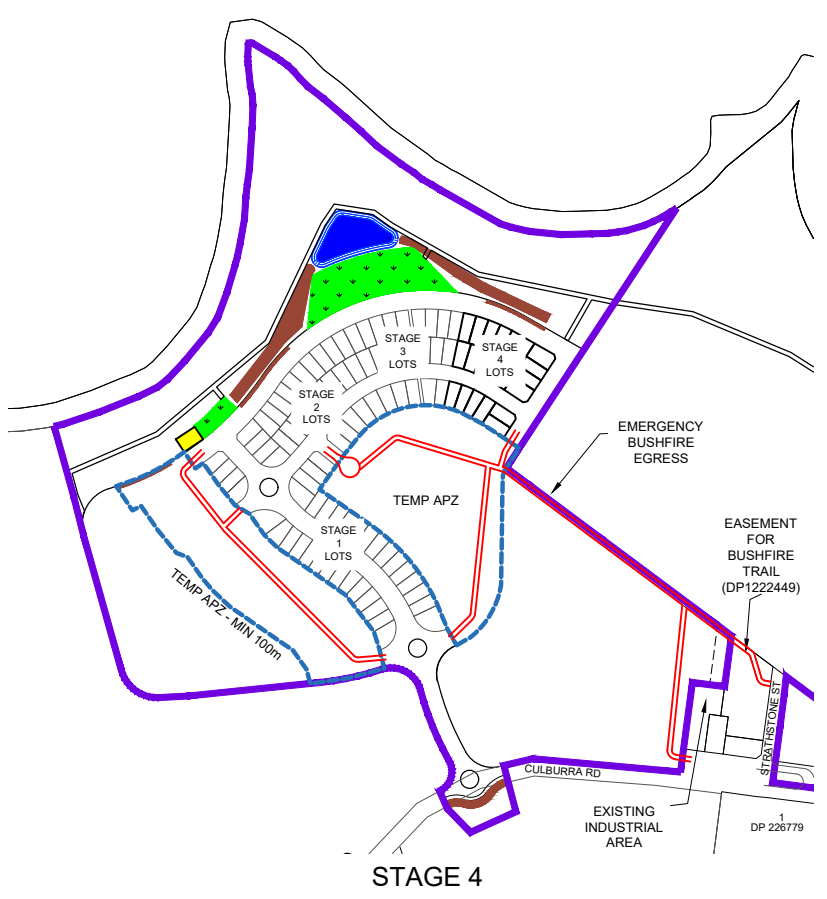 STAGE
3
LOTS
STAGE
4
LOTS
STAGE
2
LOTS
EMERGENCY
BUSHFIRE
EGRESS
TEMP APZ
STAGE
1
LOTS
EASEMENT
FOR
BUSHFIRE
TRAIL
(DP1222449)
TEMP APZ - MIN 100m
STRATHSTONE ST
CULBURRA RD
EXISTING
INDUSTRIAL
AREA
1
DP 226779
STAGE 4